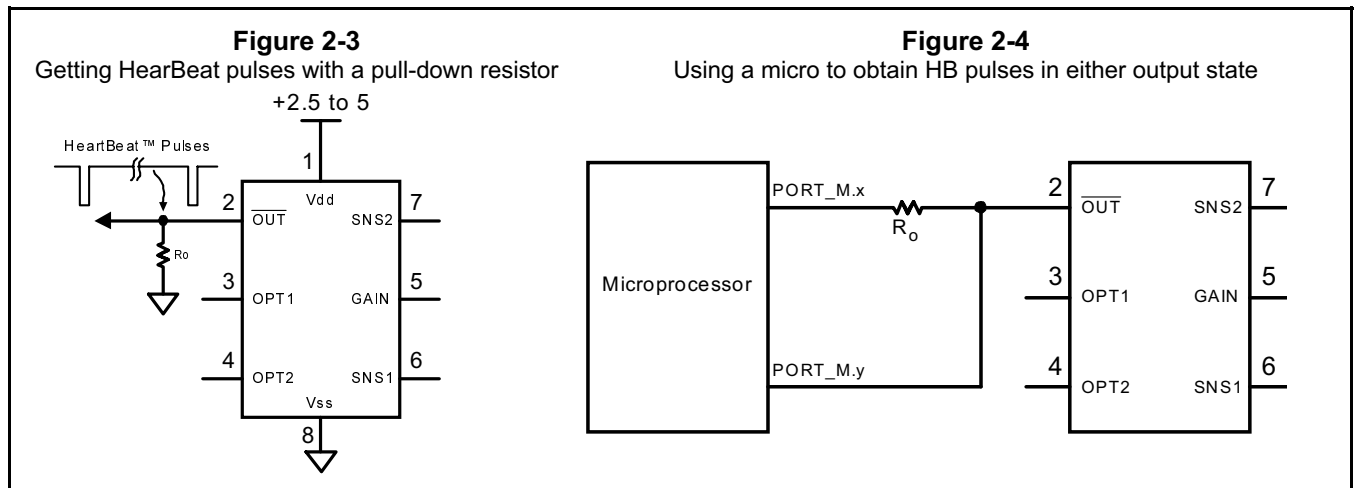 Figure 2-3
Getting HearBeat pulses with a pull-down resistor
+2.5 to 5
HeartBeat™ Pulses
1
Vdd
2
OUT
7
SNS2
Ro
3
OPT1
5
GAIN
4
OPT2
6
SNS1
Vss
8
Figure 2-4
Using a micro to obtain HB pulses in either output state
Microprocessor
PORT_M.x
Ro
PORT_M.y
2
OUT
7
SNS2
3
OPT1
5
GAIN
4
OPT2
6
SNS1